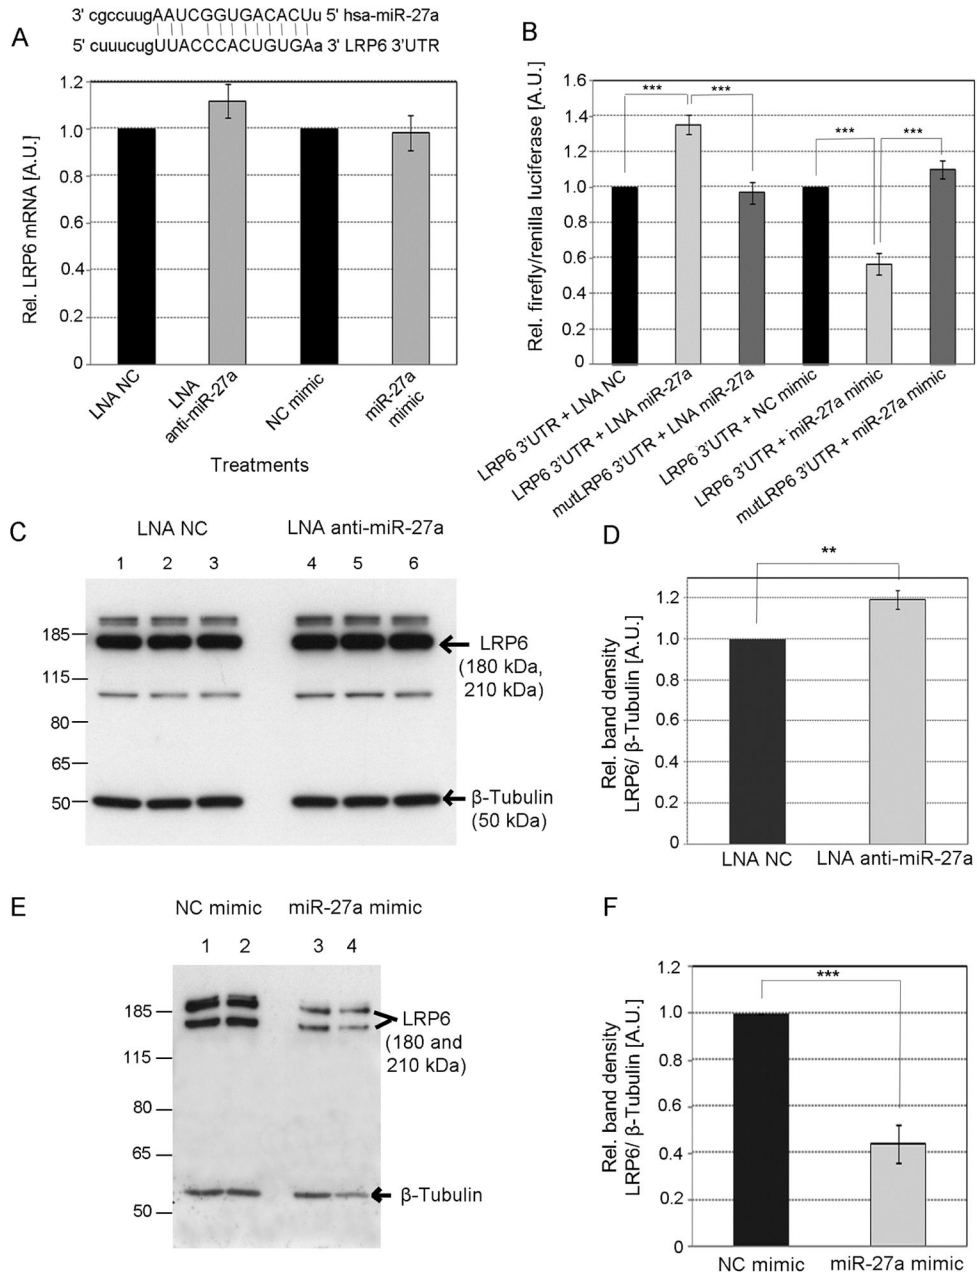 3' cgccuugAAUCGGUGACACUu 5' hsa-miR-27a
5' cuuucugUUACCCACUGUGAa 3' LRP6 3'UTR
A
Rel. LRP6 mRNA [A.U.]
1.2
1.0
0.8
0.6
0.4
0.2
0
LNA NC
LNA
anti-miR-27a
NC mimic
miR-27a
mimic
Treatments
B
Rel. firefly/renilla luciferase [A.U.]
1.6
1.4
1.2
1.0
0.8
0.6
0.4
0.2
0
***
***
***
***
LRP6 3'UTR + LNA NC
LRP6 3'UTR + LNA miR-27a
mutLRP6 3'UTR + LNA miR-27a
LRP6 3'UTR + NC mimic
LRP6 3'UTR + miR-27a mimic
mutLRP6 3'UTR + miR-27a mimic
C
LNA NC
LNA anti-miR-27a
1 2 3 4 5 6
185
115
80
65
50
LRP6
(180 kDa,
210 kDa)
β-Tubulin
(50 kDa)
D
Rel. band density
LRP6/ β-Tubulin [A.U.]
**
1.2
1.0
0.8
0.6
0.4
0.2
0
LNA NC
LNA anti-miR-27a
E
NC mimic
miR-27a mimic
1 2 3 4
185
115
80
65
50
LRP6
(180 and
210 kDa)
β-Tubulin
F
Rel. band density
LRP6/ β-Tubulin [A.U.]
***
1.2
1.0
0.8
0.6
0.4
0.2
0
NC mimic
miR-27a mimic